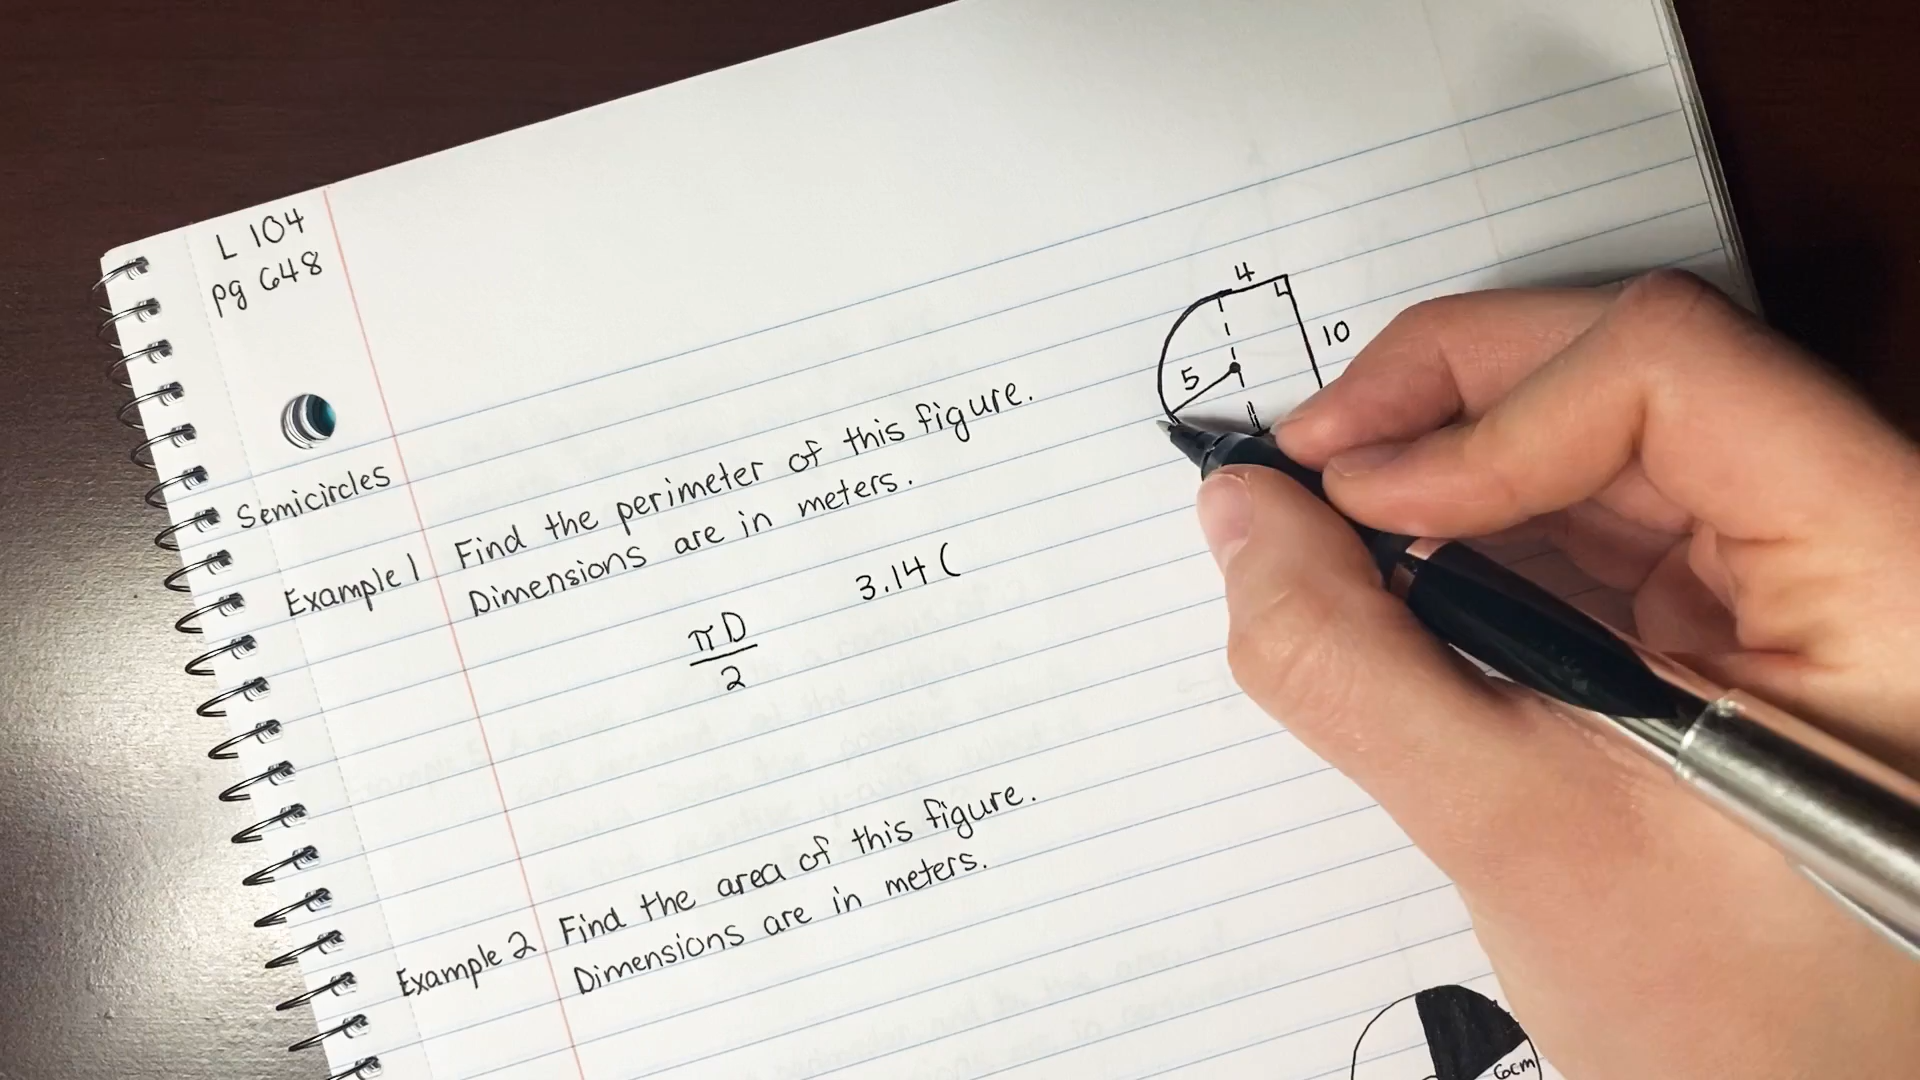 L 104
pg 648
4
10
5
Semicircles
Example 1
Find the perimeter of this figure.
Dimensions are in meters.
πD
2
3.14 (
Example 2
Find the area of this figure.
Dimensions are in meters.
6cm